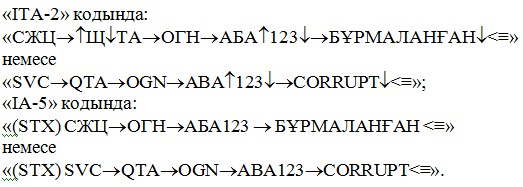 «ITA-2» кодында:
«СЖЦ→↑Щ↓ТА→ОГН→АБА↑123↓→БҰРМАЛАНҒАН↓<≡»
немесе
«SVC→QTA→OGN→ABA↑123↓→CORRUPT↓<≡»;
«IA-5» кодында:
«(STX) СЖЦ→ОГН→АБА123 → БҰРМАЛАНҒАН <≡»
немесе
«(STX) SVC→QTA→OGN→ABA123→CORRUPT<≡».